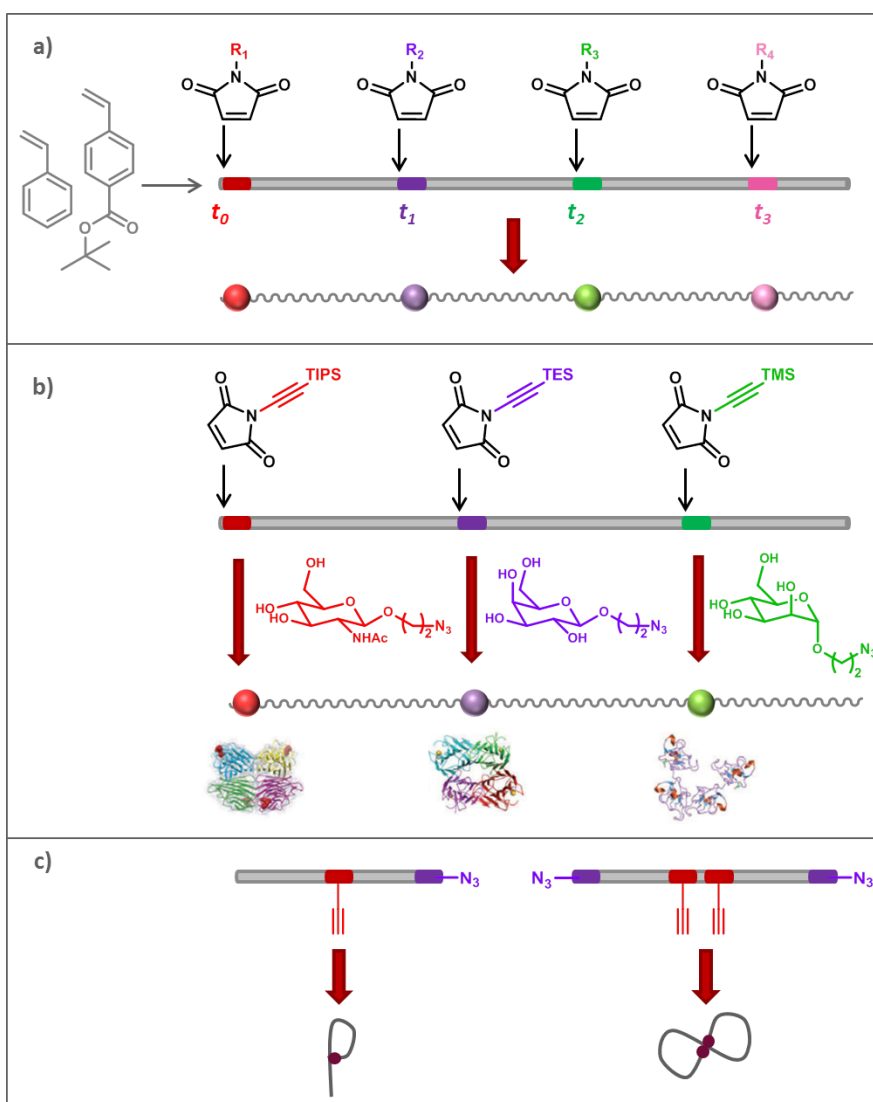 a)
R1 R2 R3 R4
N N N N
O O O O O O O O
O
O
t0 t1 t2 t3
b)
TIPS TES TMS
O O O
N N N
O O O
OH HO OH OH
HO O O N3 O O N3 HO OH O
HO NHAc 2 HO OH 2 HO
O N3
2
c)
N3 N3 N3